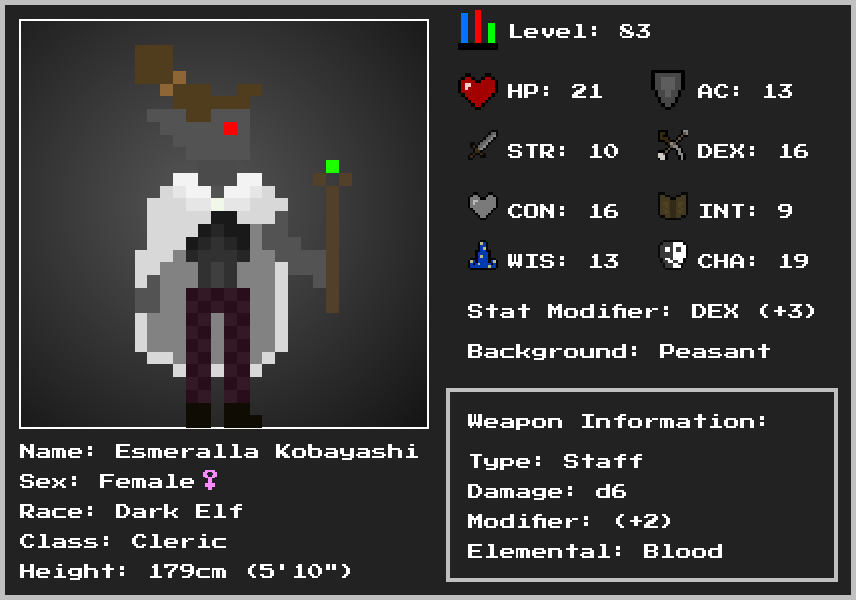 Level: 83
HP: 21 AC: 13
STR: 10 DEX: 16
CON: 16 INT: 9
WIS: 13 CHA: 19
Stat Modifier: DEX (+3)
Background: Peasant
Weapon Information:
Type: Staff
Damage: d6
Modifier: (+2)
Elemental: Blood
Name: Esmeralla Kobayashi
Sex: Female♀
Race: Dark Elf
Class: Cleric
Height: 179cm (5'10")